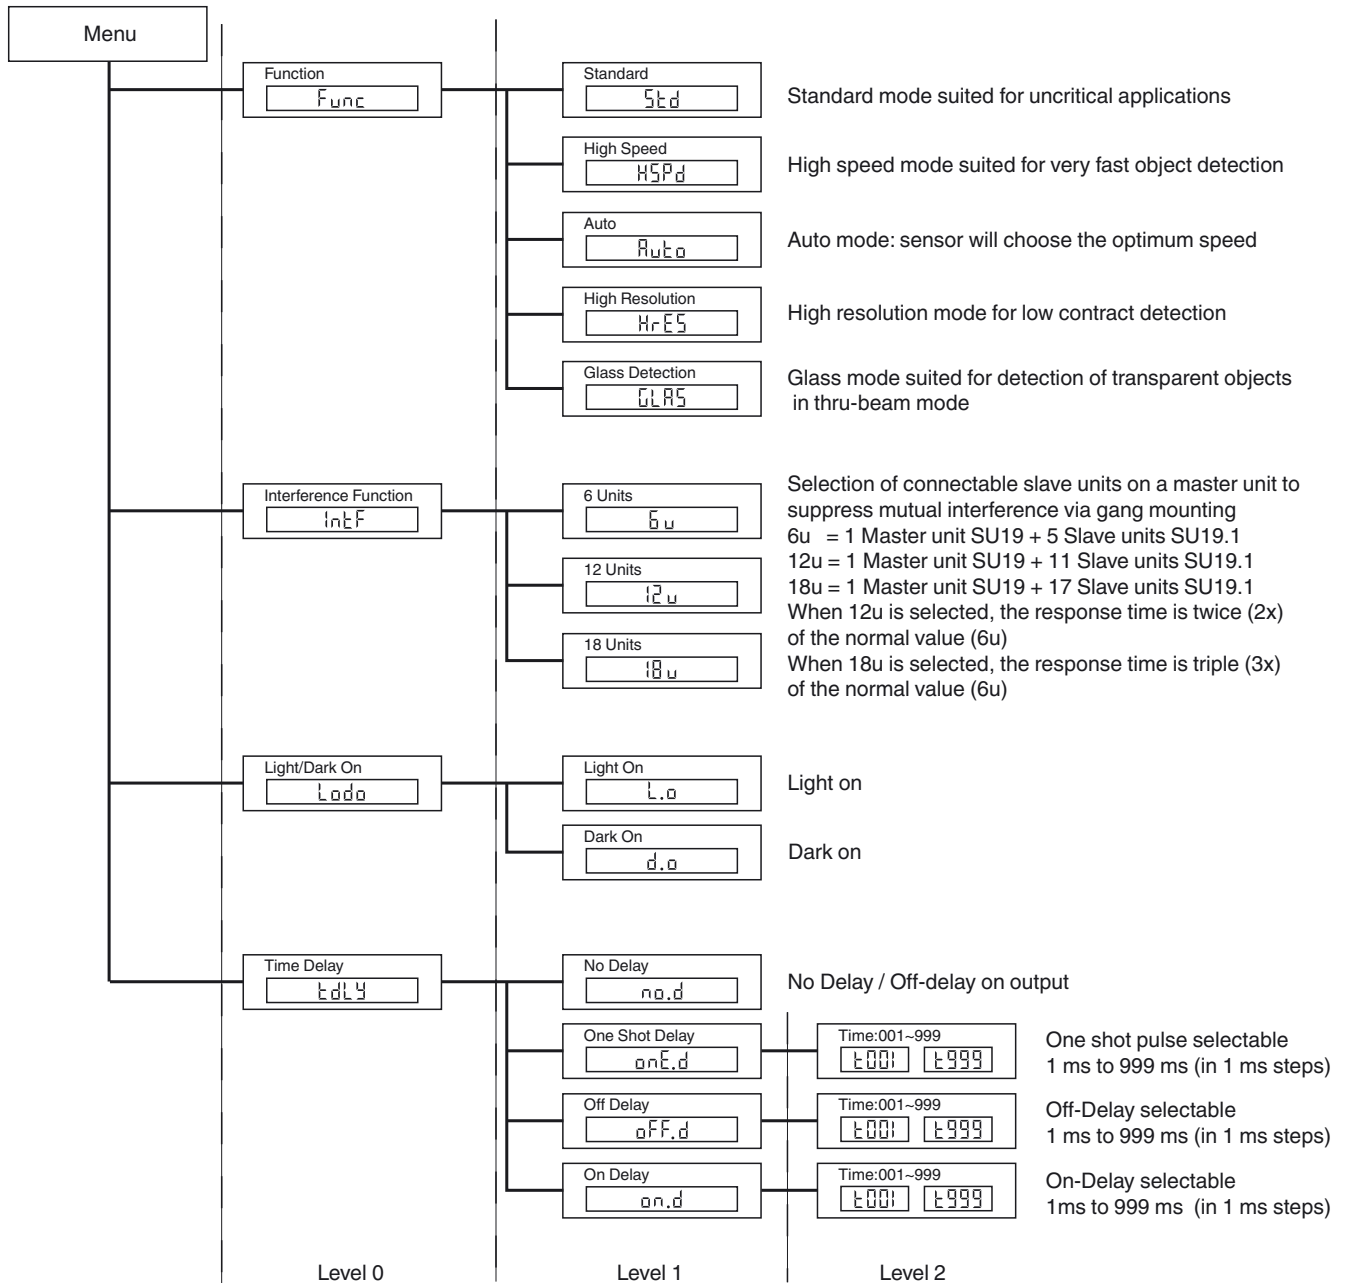 Menu
Function
Func
Standard
Std
Standard mode suited for uncritical applications
High Speed
HSPd
High speed mode suited for very fast object detection
Auto
Auto
Auto mode: sensor will choose the optimum speed
High Resolution
HrES
High resolution mode for low contract detection
Glass Detection
GLAS
Glass mode suited for detection of transparent objects
in thru-beam mode
Interference Function
IntF
6 Units
6u
12 Units
12u
18 Units
18u
Selection of connectable slave units on a master unit to
suppress mutual interference via gang mounting
6u = 1 Master unit SU19 + 5 Slave units SU19.1
12u = 1 Master unit SU19 + 11 Slave units SU19.1
18u = 1 Master unit SU19 + 17 Slave units SU19.1
When 12u is selected, the response time is twice (2x)
of the normal value (6u)
When 18u is selected, the response time is triple (3x)
of the normal value (6u)
Light/Dark On
Lodo
Light On
L.o
Light on
Dark On
d.o
Dark on
Time Delay
tdLY
No Delay
no.d
No Delay / Off-delay on output
One Shot Delay
onE.d
Time:001~999
t001 t999
One shot pulse selectable
1 ms to 999 ms (in 1 ms steps)
Off Delay
oFF.d
Time:001~999
t001 t999
Off-Delay selectable
1 ms to 999 ms (in 1 ms steps)
On Delay
on.d
Time:001~999
t001 t999
On-Delay selectable
1ms to 999 ms (in 1 ms steps)
Level 0
Level 1
Level 2